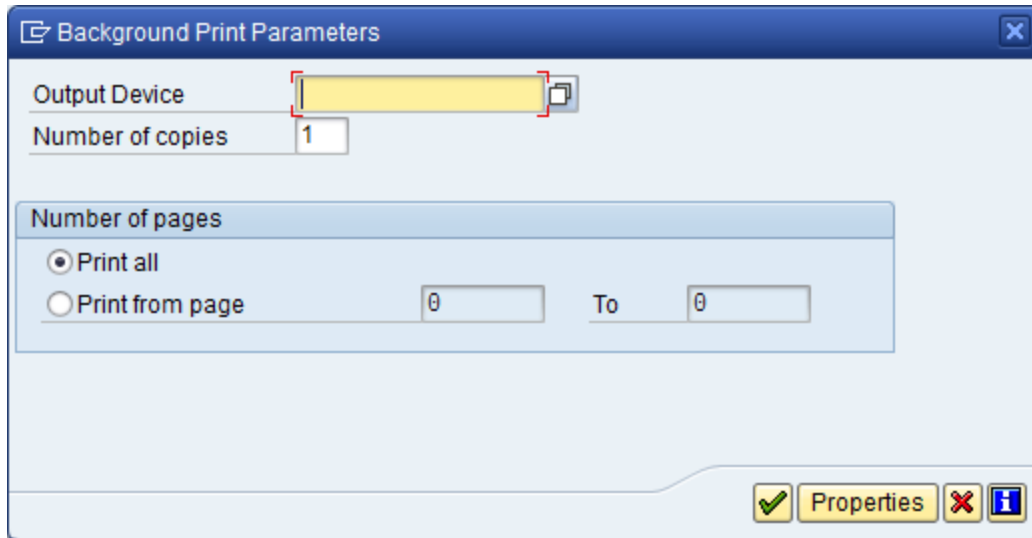 Background Print Parameters
Output Device
Number of copies 1
Number of pages
Print all
Print from page 0 To 0
Properties